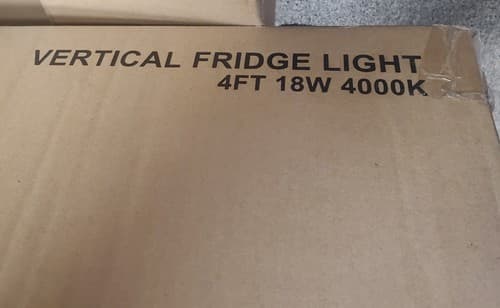 VERTICAL FRIDGE LIGHT
4FT 18W 4000K